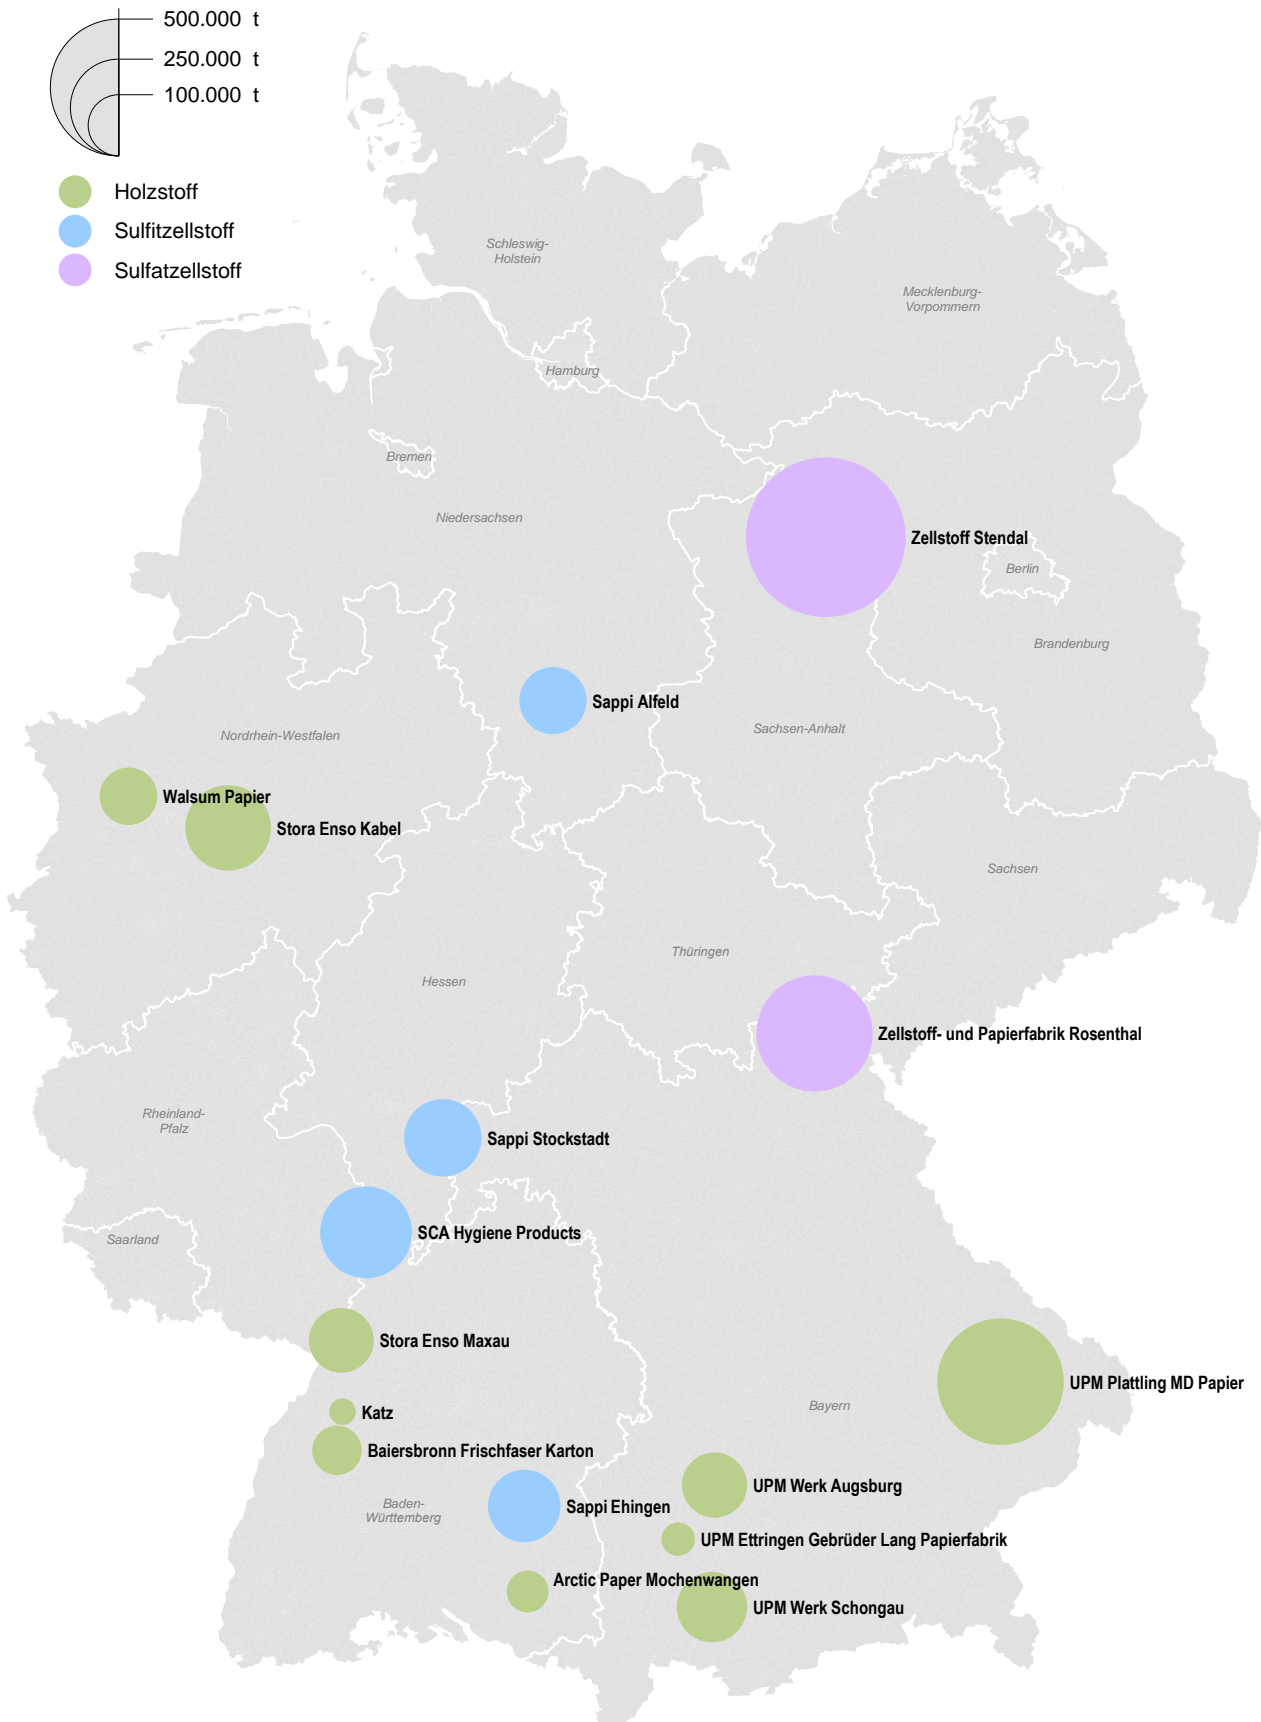 500.000 t
250.000 t
100.000 t
Holzstoff
Sulfitzellstoff
Sulfatzellstoff
Schleswig-
Holstein
Mecklenburg-
Vorpommern
Hamburg
Bremen
Niedersachsen
Zellstoff Stendal
Berlin
Brandenburg
Sappi Alfeld
Sachsen-Anhalt
Nordrhein-Westfalen
Walsum Papier
Stora Enso Kabel
Sachsen
Thüringen
Hessen
Zellstoff- und Papierfabrik Rosenthal
Rheinland-
Pfalz
Sappi Stockstadt
SCA Hygiene Products
Saarland
Stora Enso Maxau
UPM Plattling MD Papier
Bayern
Katz
Baiersbronn Frischfaser Karton
UPM Werk Augsburg
Baden-
Württemberg
Sappi Ehingen
UPM Ettringen Gebrüder Lang Papierfabrik
Arctic Paper Mochenwangen
UPM Werk Schongau